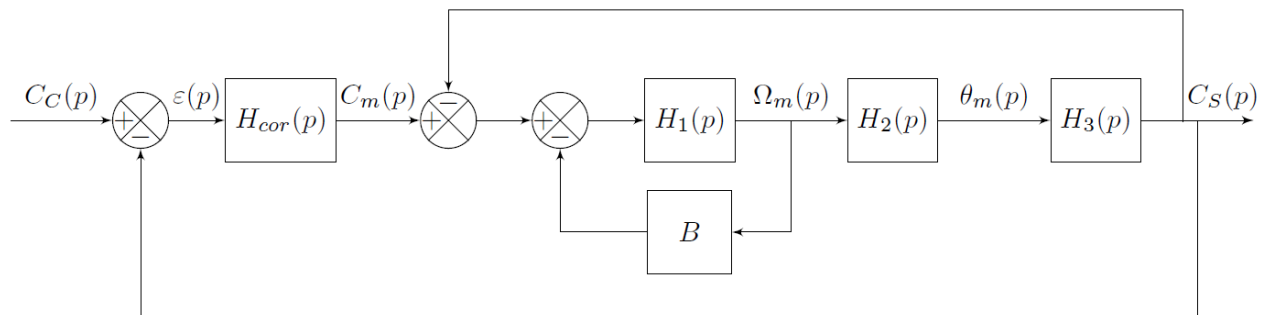 C_C(p) + − ε(p) H_cor(p) C_m(p) + − + − H_1(p) Ω_m(p) H_2(p) θ_m(p) H_3(p) C_S(p)
B